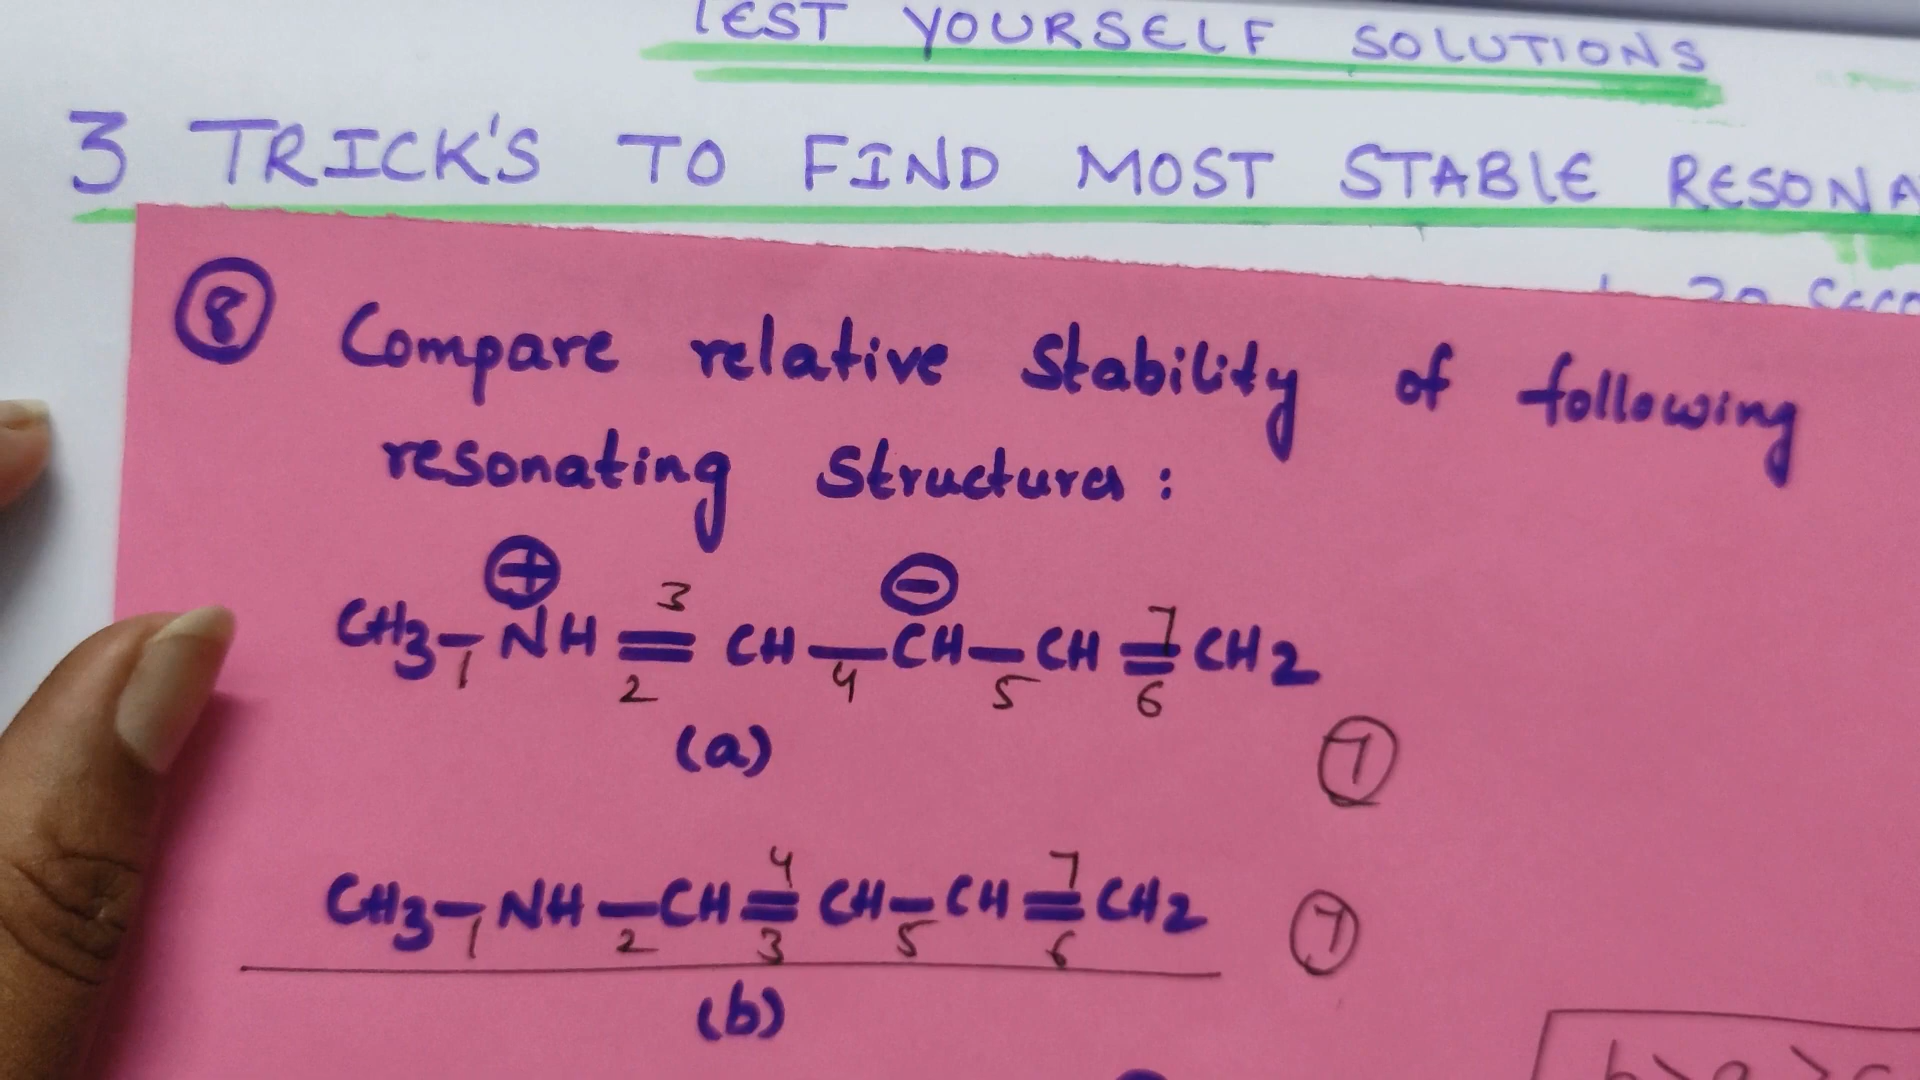 TEST YOURSELF SOLUTIONS
3 TRICK'S TO FIND MOST STABLE RESONA
20
⑧ Compare relative Stability of following
resonating Structures :
⊕ 3 ⊖ 7
CH3-NH=CH-CH-CH=CH2
1 2 4 5 6
(a) ⑦
4 7
CH3-NH-CH=CH-CH=CH2 ⑦
1 2 3 5 6
(b)
b>a>c